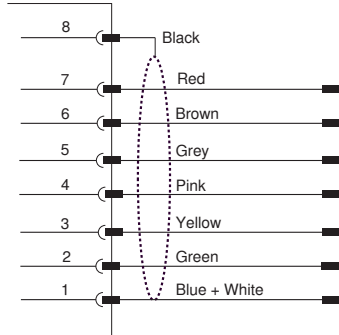 8 Black
7 Red
6 Brown
5 Grey
4 Pink
3 Yellow
2 Green
1 Blue + White